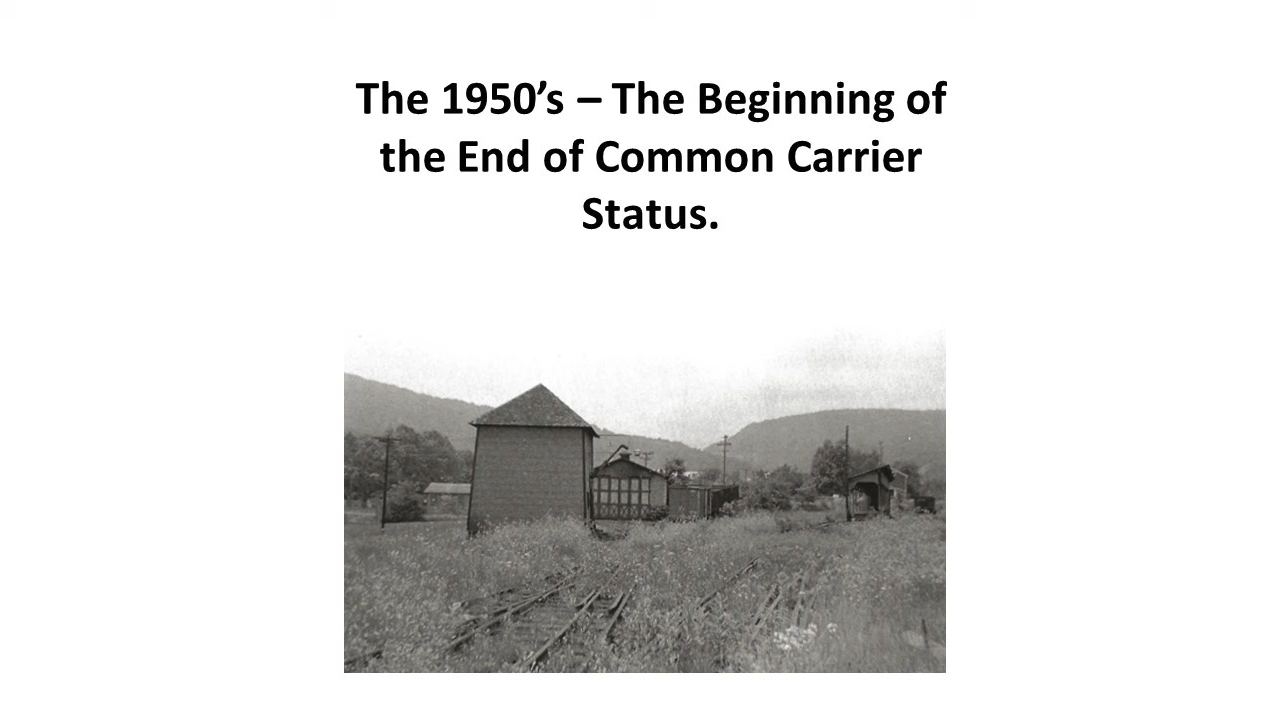 The 1950’s – The Beginning of
the End of Common Carrier
Status.